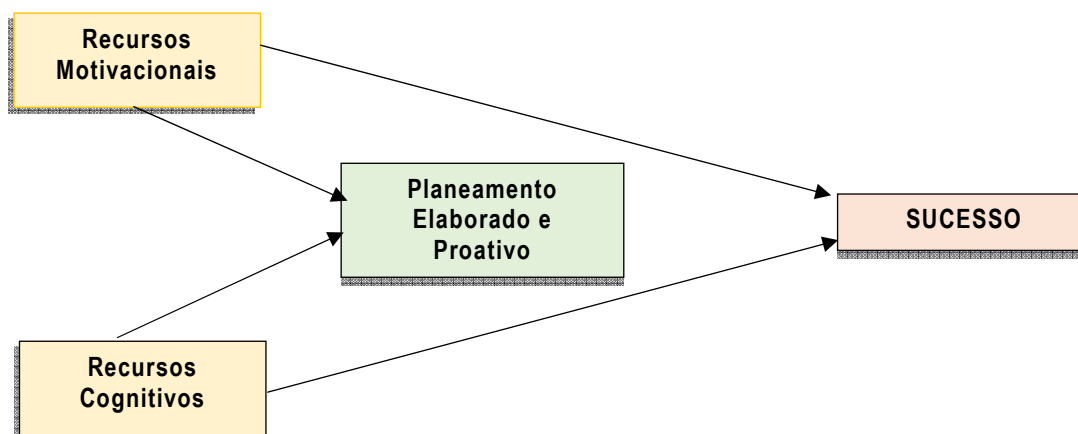 Recursos
Motivacionais
Planeamento
Elaborado e
Proativo
SUCESSO
Recursos
Cognitivos